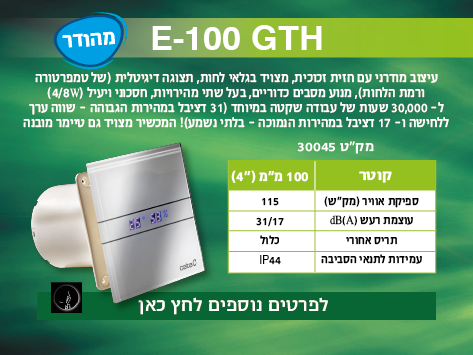 מהודר
E-100 GTH
עיצוב מודרני עם חזית זכוכית, מצויד בגלאי לחות, תצוגה דיגיטלית (של טמפרטורה
ורמת הלחות), מנוע מסבים כדוריים, בעל שתי מהירויות, חסכוני ויעיל (4/8W)
ל- 30,000 שעות של עבודה שקטה במיוחד (31 דציבל במהירות הגבוהה - שווה ערך
ללחישה ו- 17 דציבל במהירות הנמוכה - בלתי נשמע)! המכשיר מצויד גם טיימר מובנה
מק"ט 30045
קוטר 100 מ"מ (4")
ספיקת אוויר (מק"ש) 115
עוצמת רעש dB(A) 31/17
תריס אחורי כלול
עמידות לתנאי הסביבה IP44
cata
לפרטים נוספים לחץ כאן